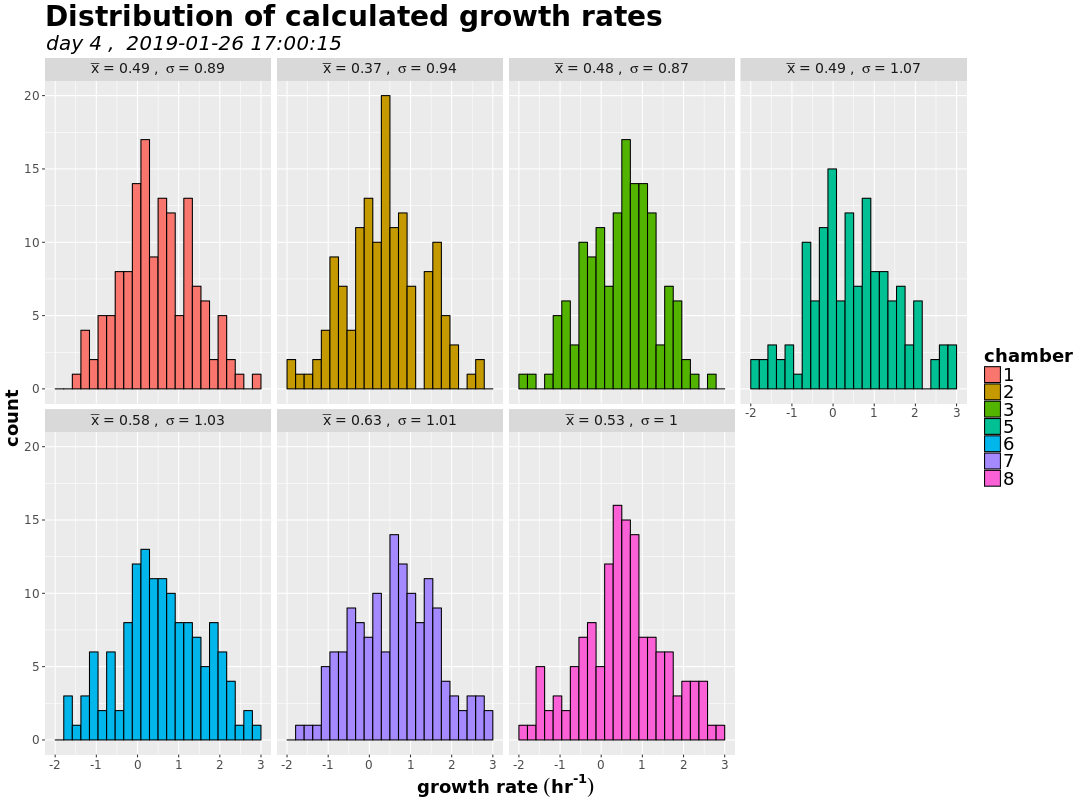 Distribution of calculated growth rates
day 4 ,  2019-01-26 17:00:15
x̅ = 0.49 ,  σ = 0.89
x̅ = 0.37 ,  σ = 0.94
x̅ = 0.48 ,  σ = 0.87
x̅ = 0.49 ,  σ = 1.07
20
15
10
5
0
-2 -1 0 1 2 3
x̅ = 0.58 ,  σ = 1.03
x̅ = 0.63 ,  σ = 1.01
x̅ = 0.53 ,  σ = 1
20
15
10
5
0
-2 -1 0 1 2 3
-2 -1 0 1 2 3
-2 -1 0 1 2 3
count
growth rate (hr⁻¹)
chamber
1
2
3
5
6
7
8